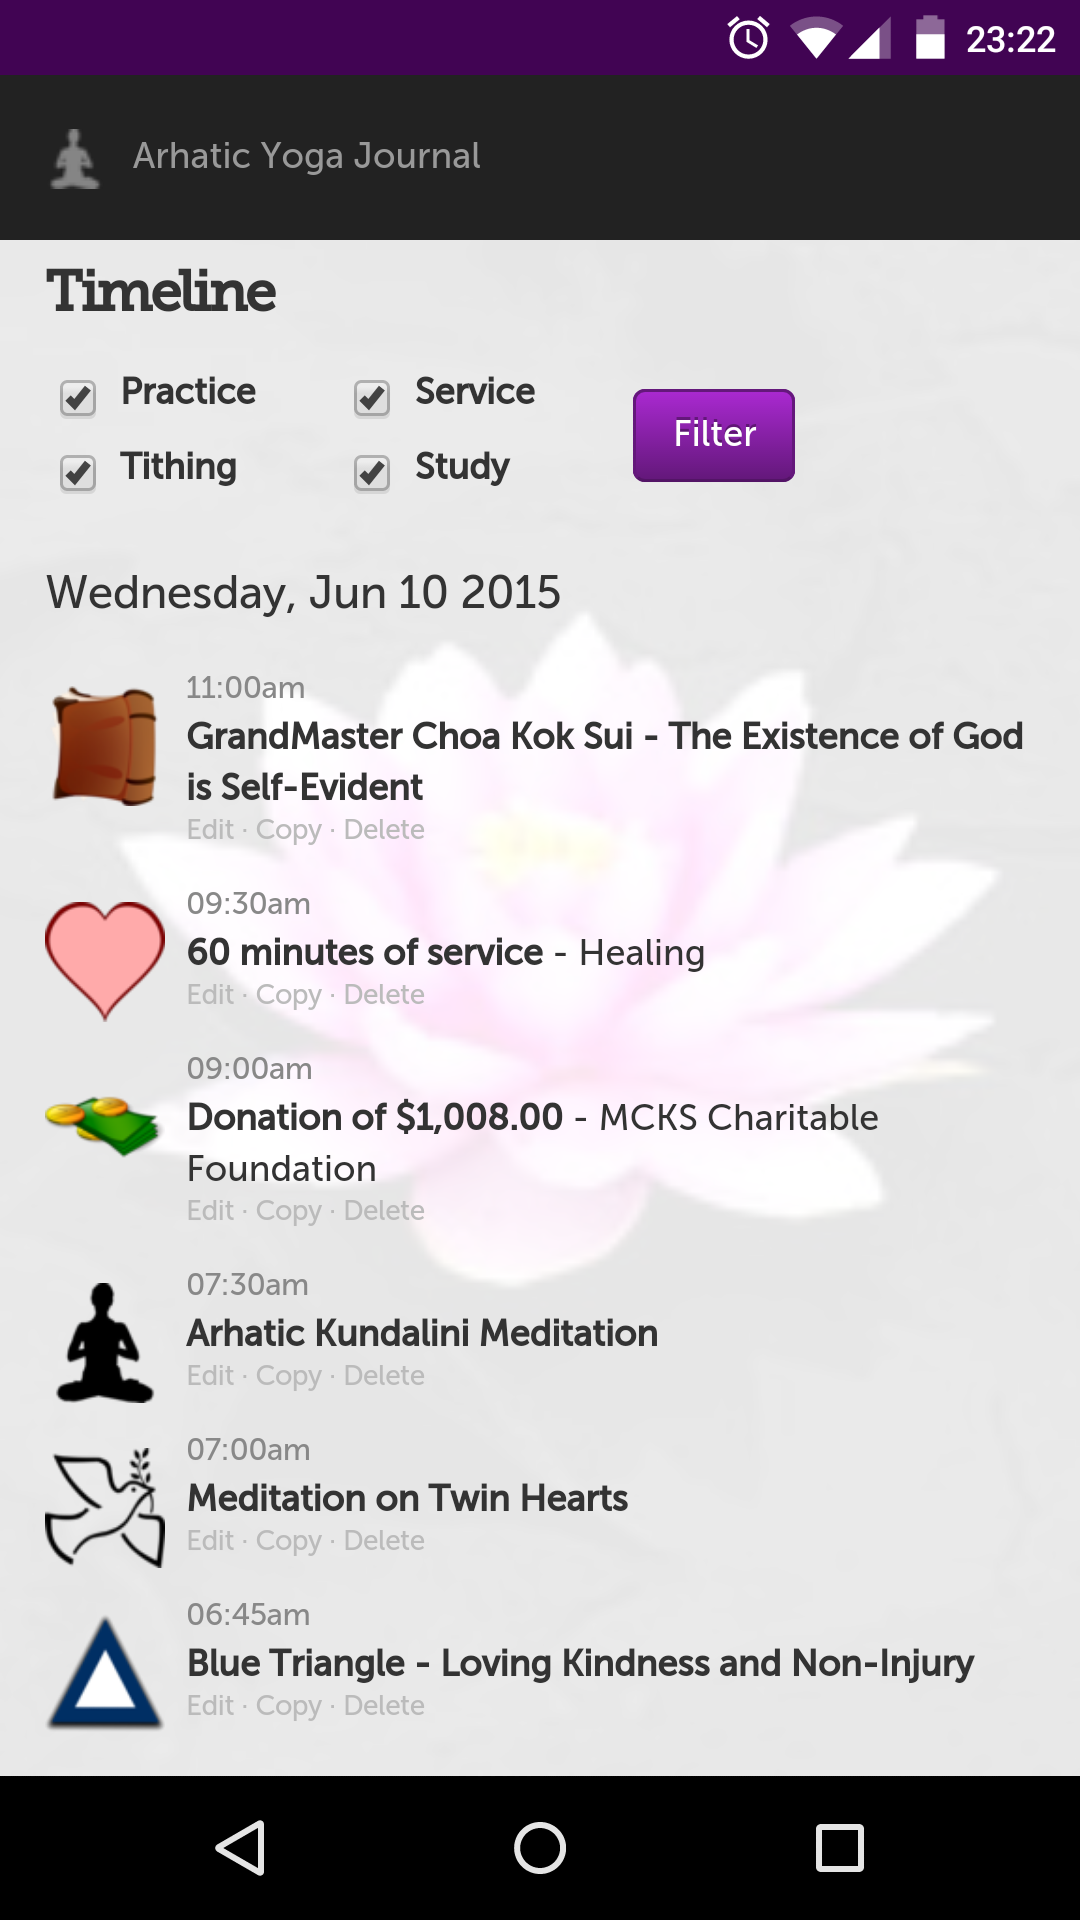 23:22
Arhatic Yoga Journal
Timeline
Practice
Service
Filter
Tithing
Study
Wednesday, Jun 10 2015
11:00am
GrandMaster Choa Kok Sui - The Existence of God
is Self-Evident
Edit · Copy · Delete
09:30am
60 minutes of service - Healing
Edit · Copy · Delete
09:00am
Donation of $1,008.00 - MCKS Charitable
Foundation
Edit · Copy · Delete
07:30am
Arhatic Kundalini Meditation
Edit · Copy · Delete
07:00am
Meditation on Twin Hearts
Edit · Copy · Delete
06:45am
Blue Triangle - Loving Kindness and Non-Injury
Edit · Copy · Delete